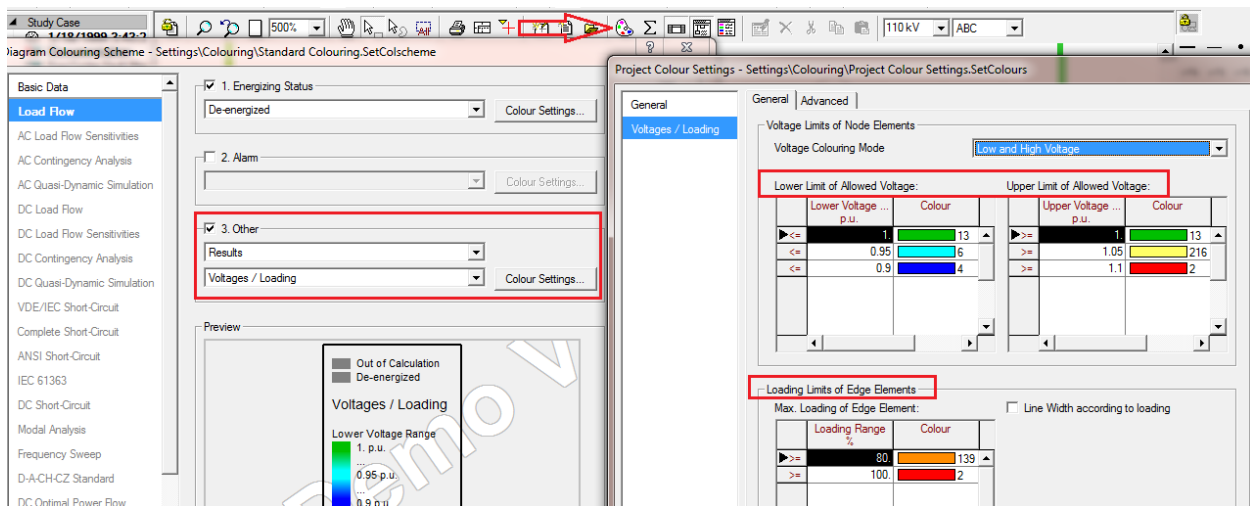 Study Case
1/18/1999 3:43:2
500%
110 kV
ABC
Diagram Colouring Scheme - Settings\Colouring\Standard Colouring.SetColscheme
Basic Data
Load Flow
AC Load Flow Sensitivities
AC Contingency Analysis
AC Quasi-Dynamic Simulation
DC Load Flow
DC Load Flow Sensitivities
DC Contingency Analysis
DC Quasi-Dynamic Simulation
VDE/IEC Short-Circuit
Complete Short-Circuit
ANSI Short-Circuit
IEC 61363
DC Short-Circuit
Modal Analysis
Frequency Sweep
D-A-CH-CZ Standard
DC Optimal Power Flow
1. Energizing Status
De-energized
Colour Settings...
2. Alarm
Colour Settings...
3. Other
Results
Voltages / Loading
Colour Settings...
Preview
Out of Calculation
De-energized
Voltages / Loading
Lower Voltage Range
1. p.u.
...
0.95 p.u.
...
0.9 p.u.
Demo V
Project Colour Settings - Settings\Colouring\Project Colour Settings.SetColours
General
Voltages / Loading
General Advanced
Voltage Limits of Node Elements
Voltage Colouring Mode
Low and High Voltage
Lower Limit of Allowed Voltage:
Lower Voltage ... Colour
p.u.
<= 1. 13
<= 0.95 6
<= 0.9 4
Upper Limit of Allowed Voltage:
Upper Voltage ... Colour
p.u.
>= 1. 13
>= 1.05 216
>= 1.1 2
Loading Limits of Edge Elements
Max. Loading of Edge Element:
Line Width according to loading
Loading Range Colour
%
>= 80. 139
>= 100. 2